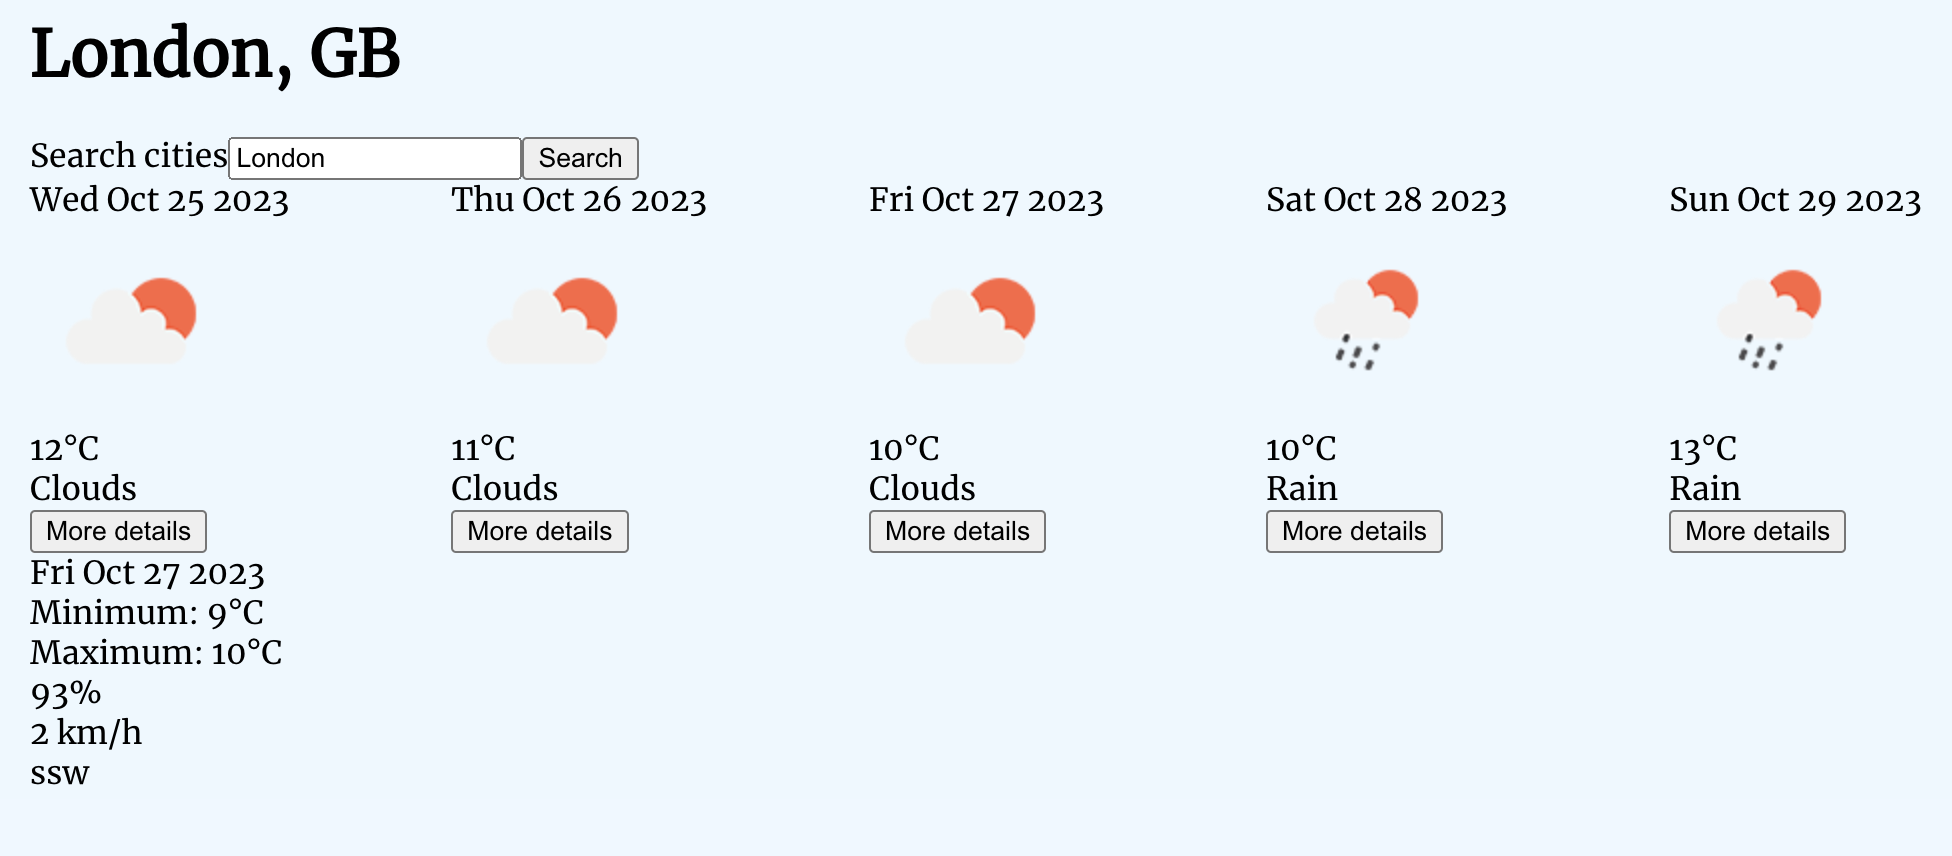 London, GB
Search cities London Search
Wed Oct 25 2023 Thu Oct 26 2023 Fri Oct 27 2023 Sat Oct 28 2023 Sun Oct 29 2023
12°C 11°C 10°C 10°C 13°C
Clouds Clouds Clouds Rain Rain
More details More details More details More details More details
Fri Oct 27 2023
Minimum: 9°C
Maximum: 10°C
93%
2 km/h
ssw